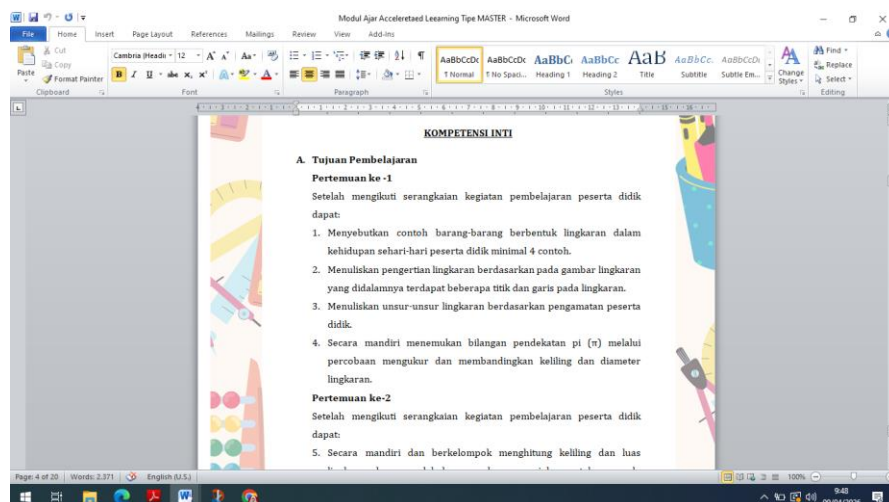 Modul Ajar Acceleretaed Leearning Tipe MASTER - Microsoft Word
File Home Insert Page Layout References Mailings Review View Add-Ins
Cut
Copy
Format Painter
Paste
Clipboard
Cambria (Headin 12
Font
Paragraph
AaBbCcDc AaBbCcDc AaBbC AaBbCc AaB AaBbCc. AaBbCcDi
¶ Normal ¶ No Spaci... Heading 1 Heading 2 Title Subtitle Subtle Em...
Styles
Change Styles
Find
Replace
Select
Editing
KOMPETENSI INTI
A. Tujuan Pembelajaran
Pertemuan ke -1
Setelah mengikuti serangkaian kegiatan pembelajaran peserta didik
dapat:
1. Menyebutkan contoh barang-barang berbentuk lingkaran dalam
kehidupan sehari-hari peserta didik minimal 4 contoh.
2. Menuliskan pengertian lingkaran berdasarkan pada gambar lingkaran
yang didalamnya terdapat beberapa titik dan garis pada lingkaran.
3. Menuliskan unsur-unsur lingkaran berdasarkan pengamatan peserta
didik.
4. Secara mandiri menemukan bilangan pendekatan pi (π) melalui
percobaan mengukur dan membandingkan keliling dan diameter
lingkaran.
Pertemuan ke-2
Setelah mengikuti serangkaian kegiatan pembelajaran peserta didik
dapat:
5. Secara mandiri dan berkelompok menghitung keliling dan luas
Page: 4 of 20 Words: 2.371 English (U.S.) 100%
9:48